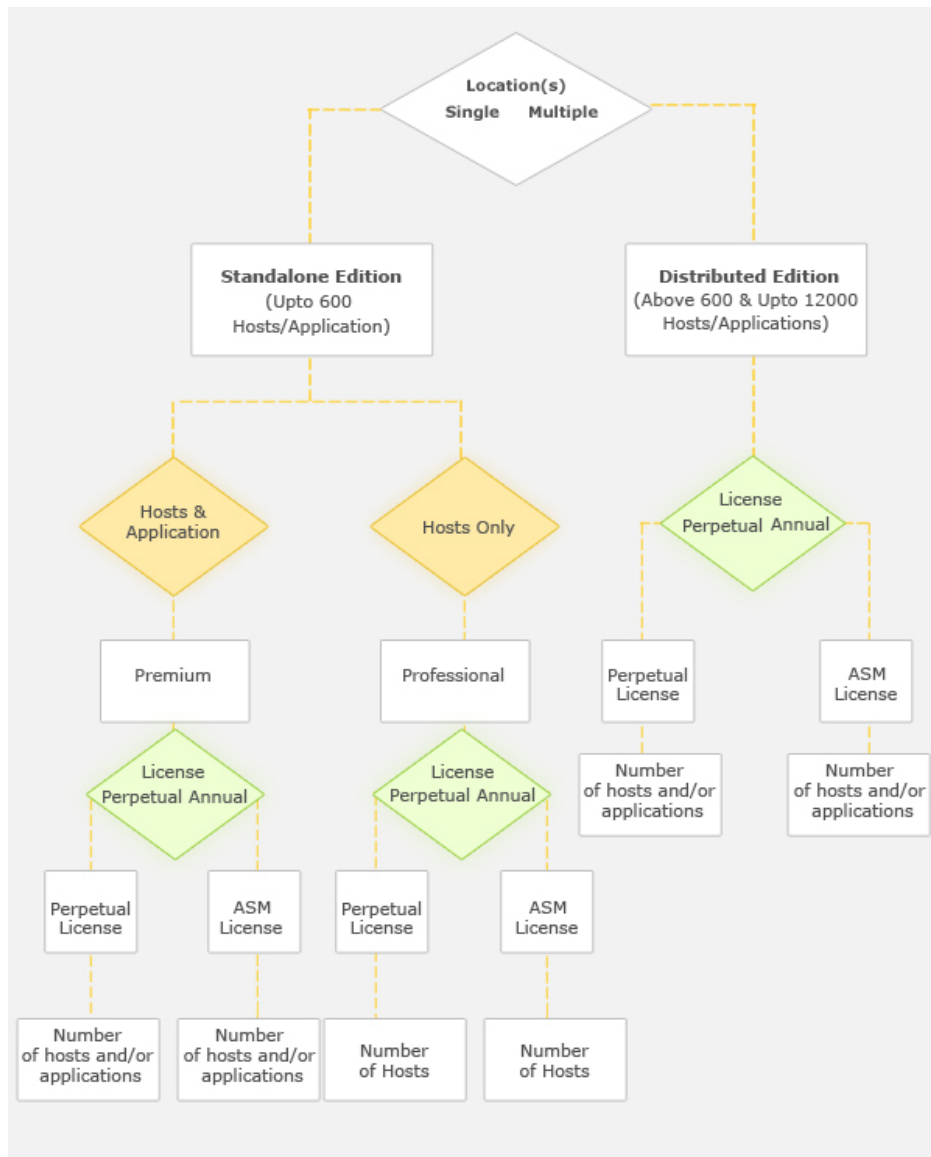 Location(s)
Single Multiple
Standalone Edition
(Upto 600
Hosts/Application)
Distributed Edition
(Above 600 & Upto 12000
Hosts/Applications)
Hosts &
Application
Hosts Only
License
Perpetual Annual
Premium
Professional
Perpetual
License
ASM
License
License
Perpetual Annual
License
Perpetual Annual
Number
of hosts and/or
applications
Number
of hosts and/or
applications
Perpetual
License
ASM
License
Perpetual
License
ASM
License
Number
of hosts and/or
applications
Number
of hosts and/or
applications
Number
of Hosts
Number
of Hosts